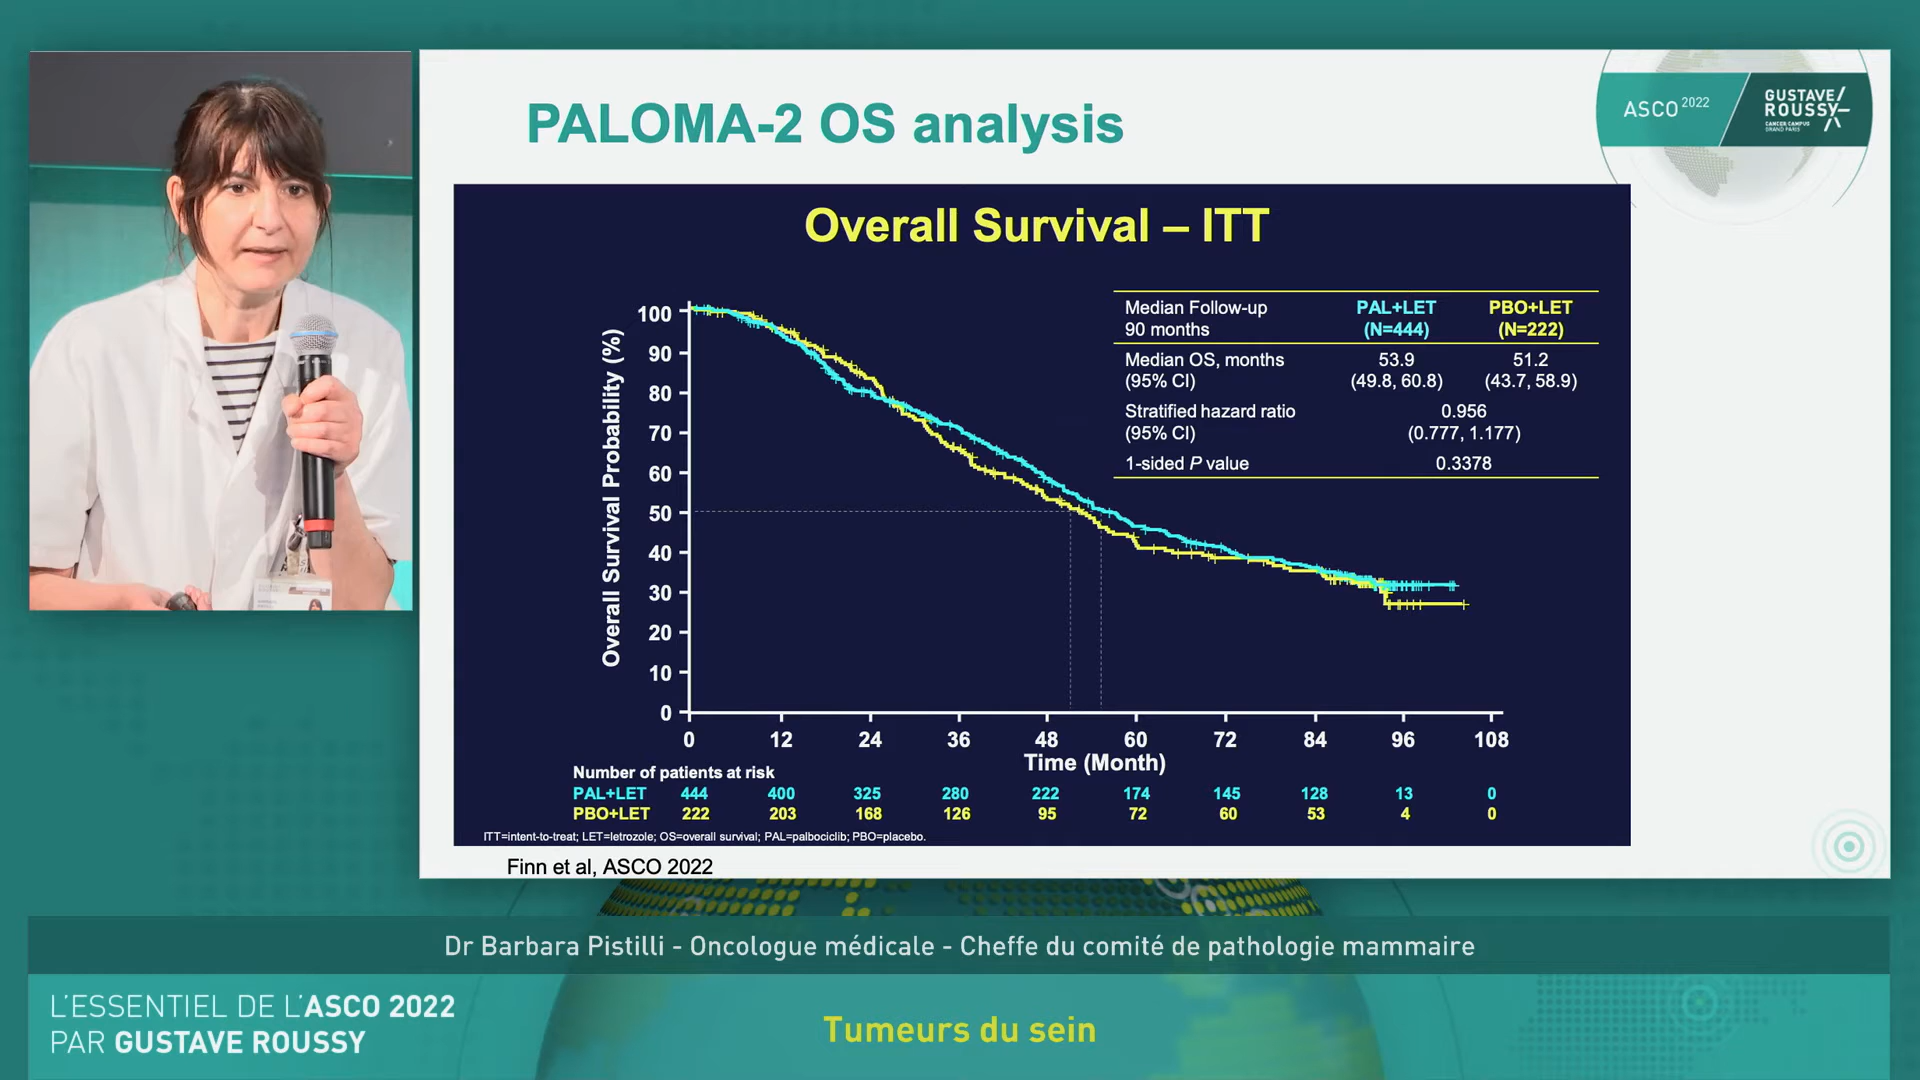 PALOMA-2 OS analysis
ASCO 2022
GUSTAVE/
ROUSSY
CANCER CAMPUS
GRAND PARIS
Overall Survival – ITT
Median Follow-up
90 months
PAL+LET
(N=444)
PBO+LET
(N=222)
Median OS, months
(95% CI)
53.9
(49.8, 60.8)
51.2
(43.7, 58.9)
Stratified hazard ratio
(95% CI)
0.956
(0.777, 1.177)
1-sided P value 0.3378
Overall Survival Probability (%)
100
90
80
70
60
50
40
30
20
10
0
0 12 24 36 48 60 72 84 96 108
Time (Month)
Number of patients at risk
PAL+LET 444 400 325 280 222 174 145 128 13 0
PBO+LET 222 203 168 126 95 72 60 53 4 0
ITT=intent-to-treat; LET=letrozole; OS=overall survival; PAL=palbociclib; PBO=placebo.
Finn et al, ASCO 2022
Dr Barbara Pistilli - Oncologue médicale - Cheffe du comité de pathologie mammaire
L'ESSENTIEL DE L'ASCO 2022
PAR GUSTAVE ROUSSY
Tumeurs du sein